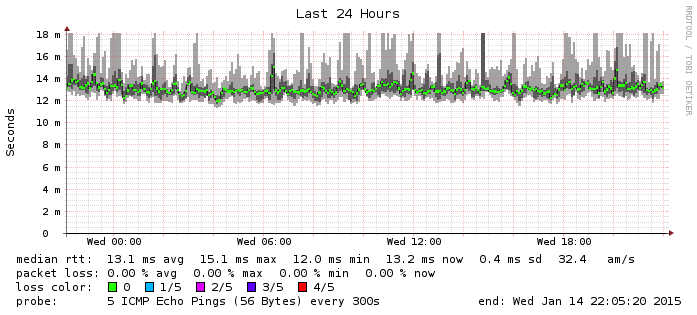 Last 24 Hours
RRDTOOL / TOBI OETIKER
Seconds
18 m
16 m
14 m
12 m
10 m
8 m
6 m
4 m
2 m
0
Wed 00:00 Wed 06:00 Wed 12:00 Wed 18:00
median rtt: 13.1 ms avg 15.1 ms max 12.0 ms min 13.2 ms now 0.4 ms sd 32.4 am/s
packet loss: 0.00 % avg 0.00 % max 0.00 % min 0.00 % now
loss color: 0 1/5 2/5 3/5 4/5
probe: 5 ICMP Echo Pings (56 Bytes) every 300s end: Wed Jan 14 22:05:20 2015